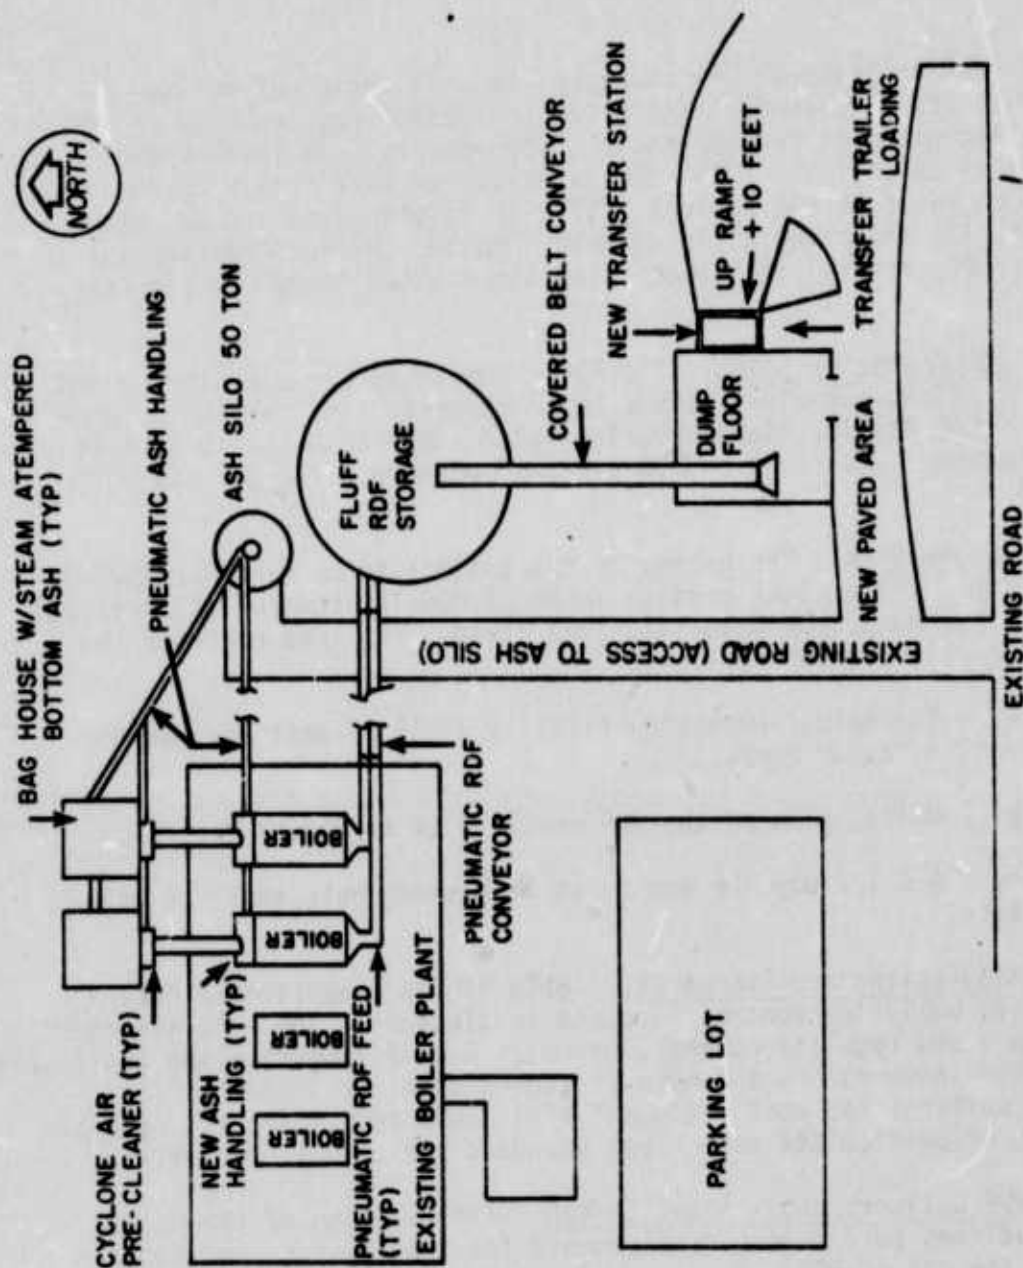 NORTH
BAG HOUSE W/STEAM ATEMPERED
BOTTOM ASH (TYP)
PNEUMATIC ASH HANDLING
ASH SILO 50 TON
CYCLONE AIR
PRE-CLEANER (TYP)
NEW ASH
HANDLING (TYP)
BOILER
BOILER
BOILER
BOILER
PNEUMATIC RDF FEED
(TYP)
EXISTING BOILER PLANT
PNEUMATIC RDF
CONVEYOR
FLUFF
RDF
STORAGE
COVERED BELT CONVEYOR
NEW TRANSFER STATION
UP RAMP
+10 FEET
DUMP
FLOOR
TRANSFER TRAILER
LOADING
NEW PAVED AREA
EXISTING ROAD (ACCESS TO ASH SILO)
PARKING LOT
EXISTING ROAD